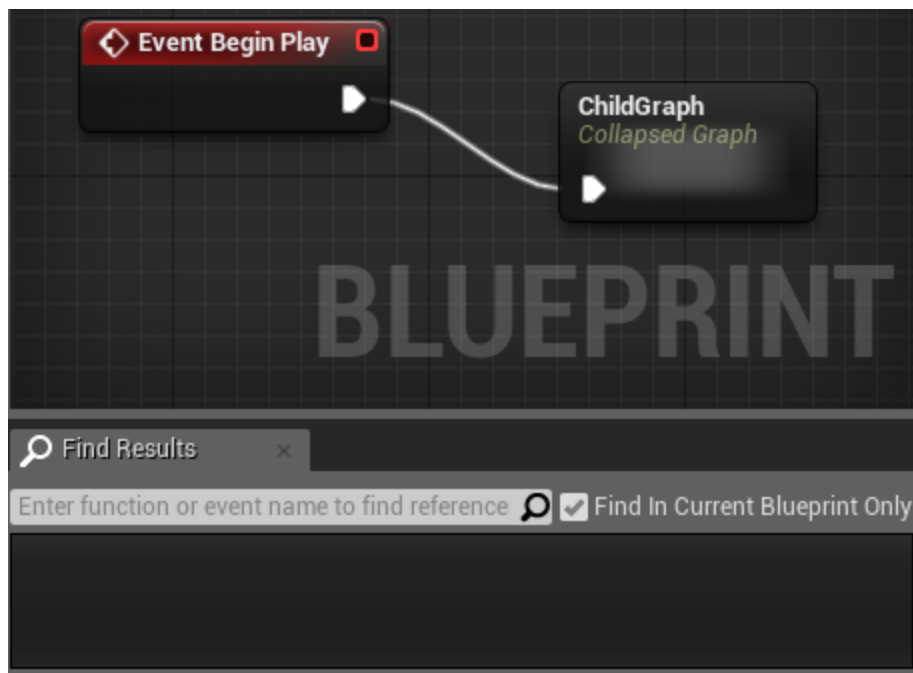 Event Begin Play
ChildGraph
Collapsed Graph
BLUEPRINT
Find Results
Enter function or event name to find reference
Find In Current Blueprint Only